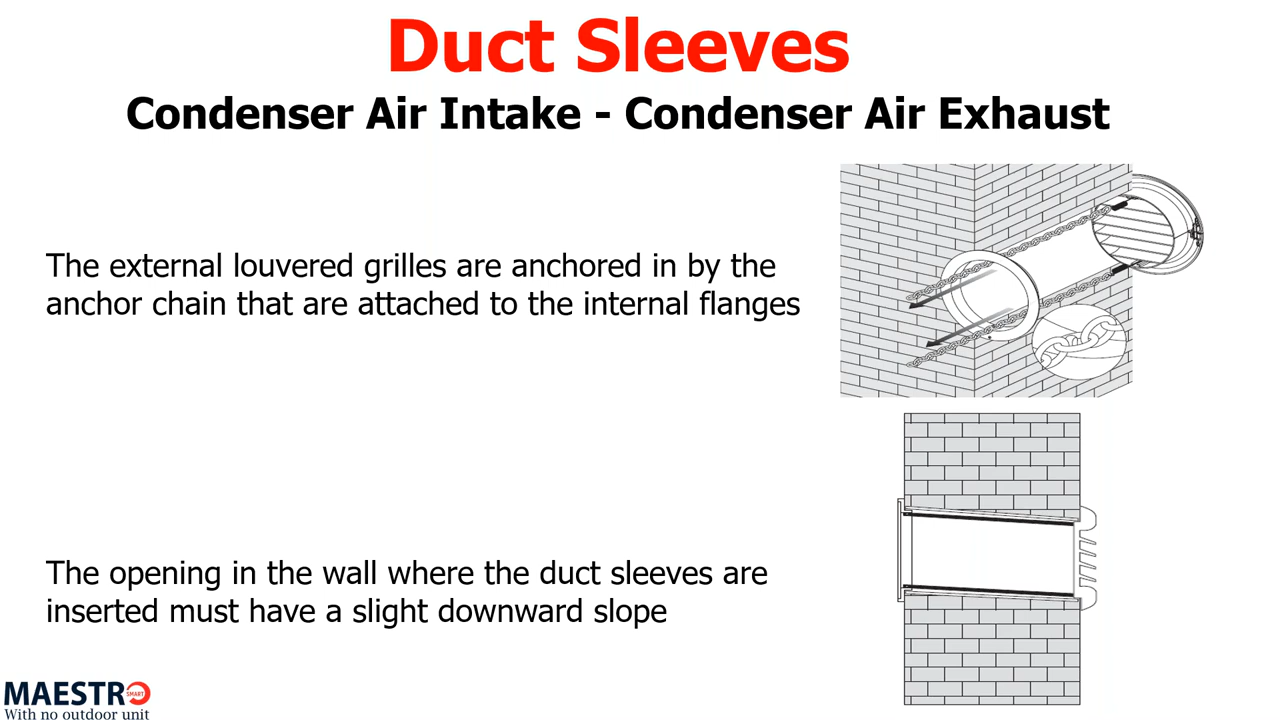 Duct Sleeves
Condenser Air Intake - Condenser Air Exhaust
The external louvered grilles are anchored in by the
anchor chain that are attached to the internal flanges
The opening in the wall where the duct sleeves are
inserted must have a slight downward slope
MAESTRO SMART
With no outdoor unit